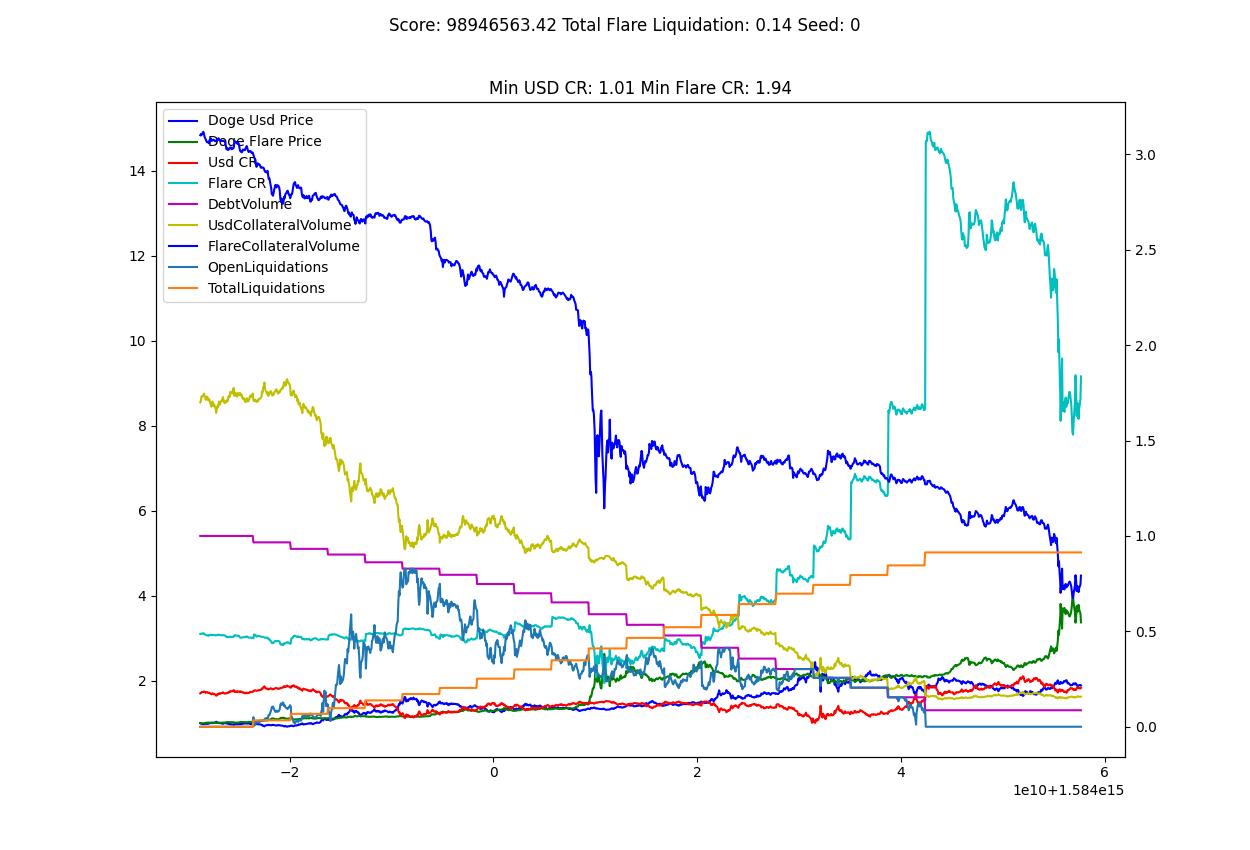 Score: 98946563.42 Total Flare Liquidation: 0.14 Seed: 0
Min USD CR: 1.01 Min Flare CR: 1.94
Doge Usd Price
Doge Flare Price
Usd CR
Flare CR
DebtVolume
UsdCollateralVolume
FlareCollateralVolume
OpenLiquidations
TotalLiquidations
14
12
10
8
6
4
2
3.0
2.5
2.0
1.5
1.0
0.5
0.0
−2
0
2
4
6
1e10+1.584e15